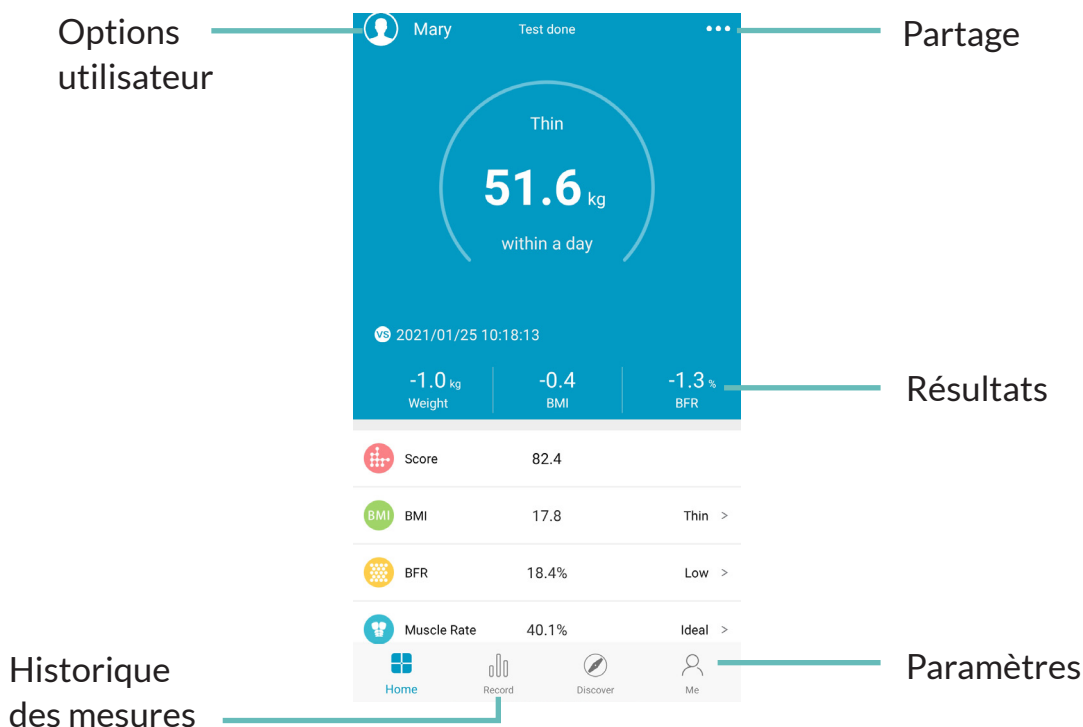 Options
utilisateur
Mary
Test done
Partage
Thin
51.6 kg
within a day
VS 2021/01/25 10:18:13
-1.0 kg
Weight
-0.4
BMI
-1.3 %
BFR
Résultats
Score 82.4
BMI BMI 17.8 Thin >
BFR 18.4% Low >
Muscle Rate 40.1% Ideal >
Home
Record
Discover
Me
Historique
des mesures
Paramètres